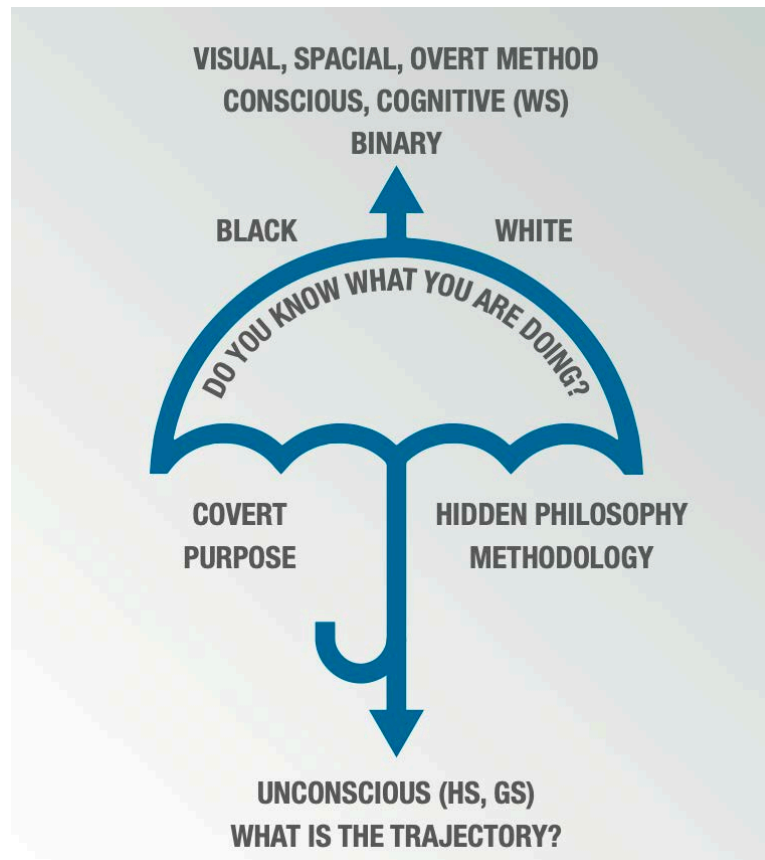 VISUAL, SPACIAL, OVERT METHOD
CONSCIOUS, COGNITIVE (WS)
BINARY
BLACK
WHITE
DO YOU KNOW WHAT YOU ARE DOING?
COVERT
PURPOSE
HIDDEN PHILOSOPHY
METHODOLOGY
UNCONSCIOUS (HS, GS)
WHAT IS THE TRAJECTORY?